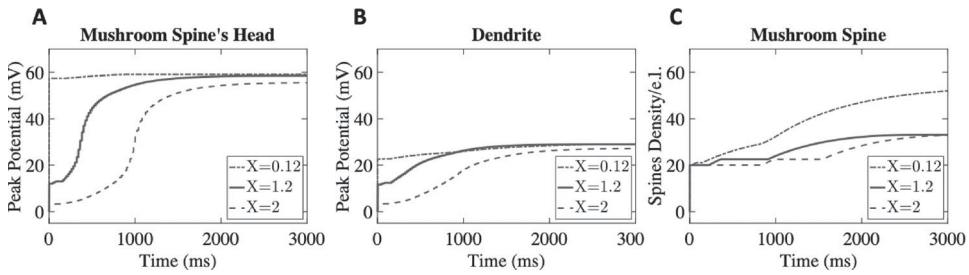 A
Mushroom Spine's Head
Peak Potential (mV)
60
40
20
0
X=0.12
X=1.2
X=2
0
1000
2000
3000
Time (ms)
B
Dendrite
Peak Potential (mV)
60
40
20
0
X=0.12
X=1.2
X=2
0
1000
2000
300
Time (ms)
C
Mushroom Spine
Spines Density/e.l.
60
40
20
0
X=0.12
X=1.2
X=2
0
1000
2000
3000
Time (ms)